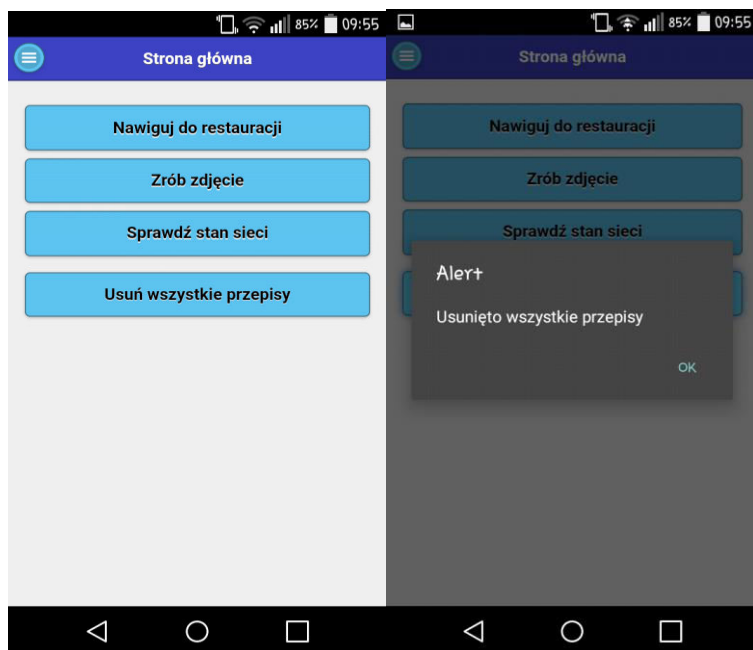 85% 09:55
Strona główna
Nawiguj do restauracji
Zrób zdjęcie
Sprawdź stan sieci
Usuń wszystkie przepisy
85% 09:55
Strona główna
Nawiguj do restauracji
Zrób zdjęcie
Sprawdź stan sieci
Alert
Usunięto wszystkie przepisy
OK